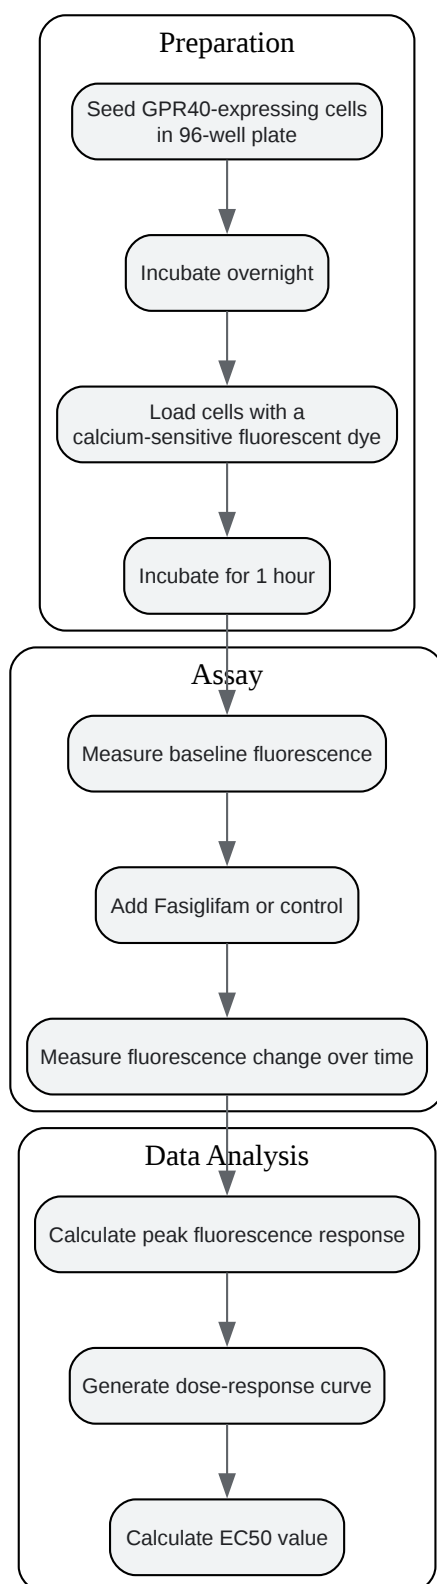 Preparation
Seed GPR40-expressing cells
in 96-well plate
Incubate overnight
Load cells with a
calcium-sensitive fluorescent dye
Incubate for 1 hour
Assay
Measure baseline fluorescence
Add Fasiglifam or control
Measure fluorescence change over time
Data Analysis
Calculate peak fluorescence response
Generate dose-response curve
Calculate EC50 value